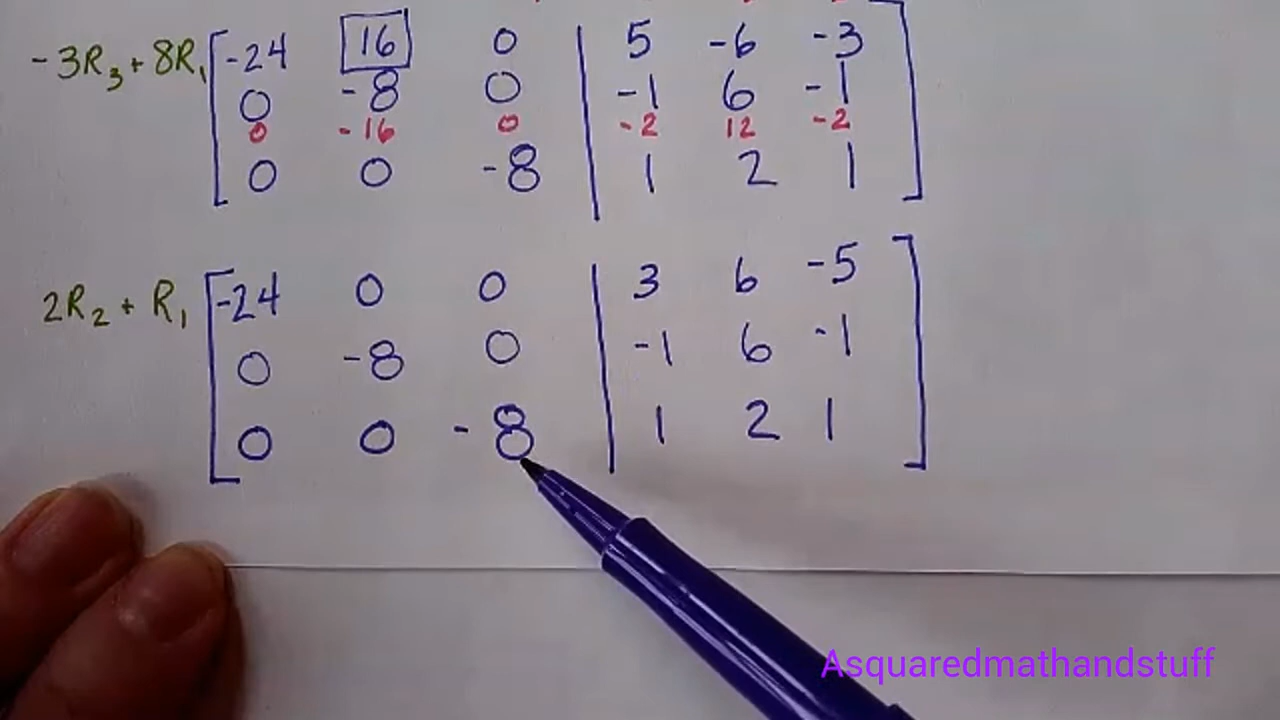 -3R₃ + 8R₁ [ -24 16 0 | 5 -6 -3 ]
0 -8 0 | -1 6 -1
0 -16 0 -2 12 -2
0 0 -8 | 1 2 1
2R₂ + R₁ [ -24 0 0 | 3 6 -5 ]
0 -8 0 | -1 6 -1
0 0 -8 | 1 2 1
Asquaredmathandstuff